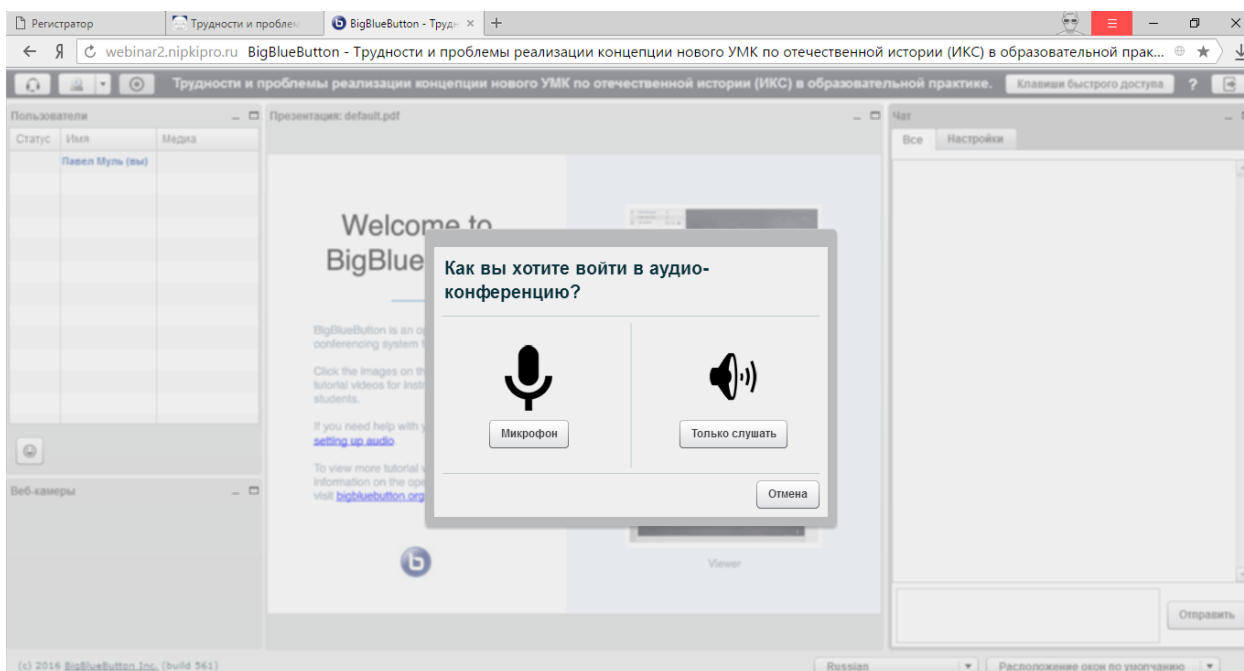 Регистратор
Трудности и пробле
BigBlueButton - Труд
Я
webinar2.nipkipro.ru BigBlueButton - Трудности и проблемы реализации концепции нового УМК по отечественной истории (ИКС) в образовательной прак...
Трудности и проблемы реализации концепции нового УМК по отечественной истории (ИКС) в образовательной практике.
Клавиши быстрого доступа
?
Пользователи
Статус Имя Медиа
Павел Муль (вы)
Веб-камеры
Презентация: default.pdf
Welcome to
BigBlue
BigBlueButton is an o
conferencing system
Click the images on th
tutorial videos for inst
students.
If you need help with
setting up audio.
To view more tutorial
information on the ope
visit bigbluebutton.org
Viewer
Как вы хотите войти в аудио-
конференцию?
Микрофон
Только слушать
Отмена
Чат
Все Настройки
Отправить
(c) 2016 BigBlueButton Inc. (build 561)
Russian
Расположение окон по умолчанию